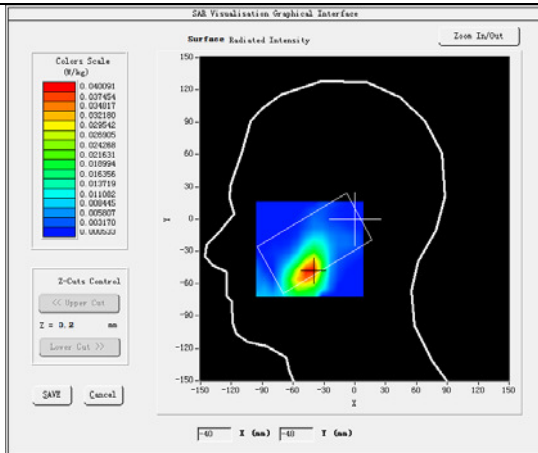 SAR Visualisation Graphical Interface
Surface Radiated Intensity
Zoom In/Out
Colors Scale
(W/kg)
0.040091
0.037454
0.034817
0.032180
0.029542
0.026905
0.024268
0.021631
0.018994
0.016356
0.013719
0.011082
0.008445
0.005807
0.003170
0.000533
Z-Cuts Control
<< Upper Cut
Z = 3.2 mm
Lower Cut >>
SAVE
Cancel
150
120
90
60
30
0
-30
-60
-90
-120
-150
Y
-150 -120 -90 -60 -30 0 30 60 90 120 150
X
-40 X (mm) -48 Y (mm)